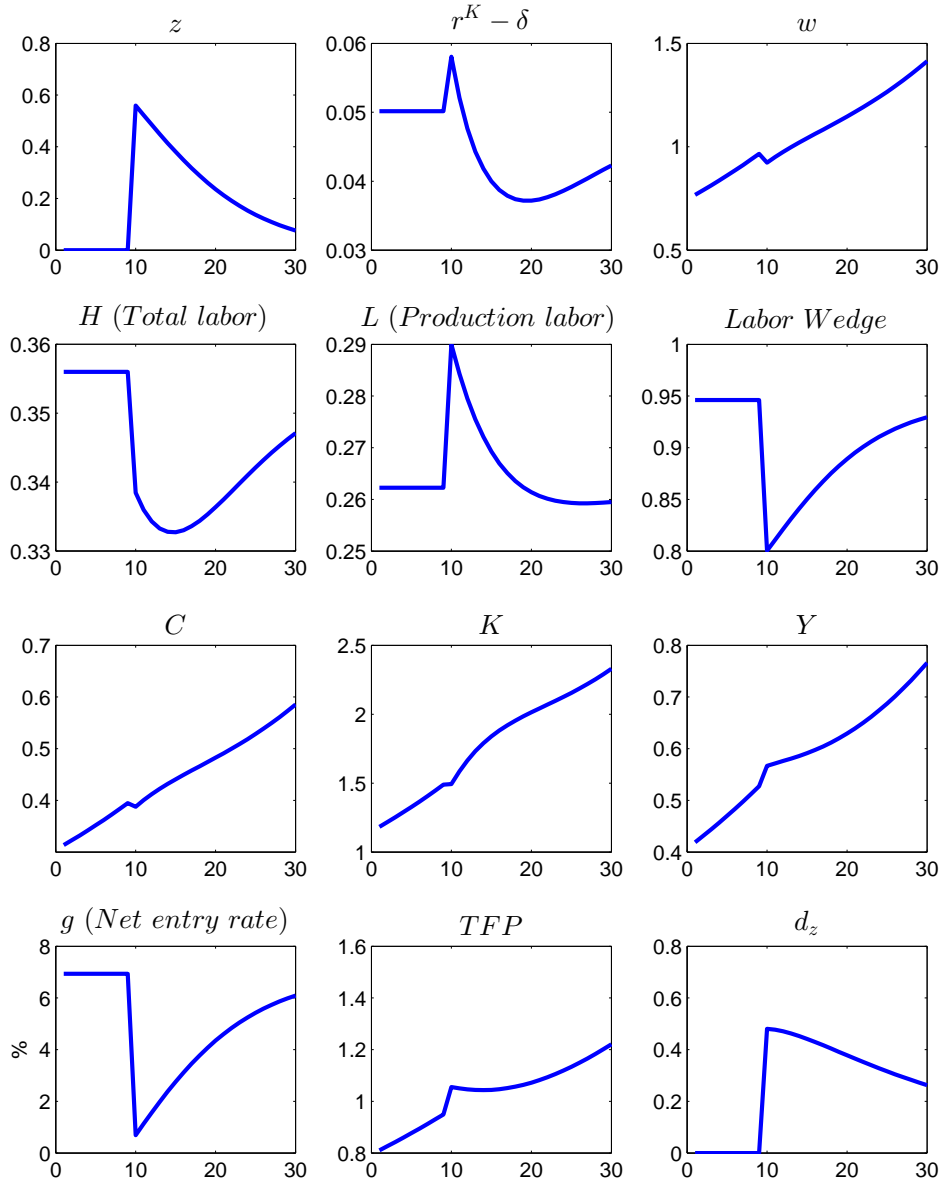 z
r^K − δ
w
0.8
0.6
0.4
0.2
0
0 10 20 30
0.06
0.05
0.04
0.03
0 10 20 30
1.5
1
0.5
0 10 20 30
H (Total labor)
L (Production labor)
Labor Wedge
0.36
0.35
0.34
0.33
0 10 20 30
0.29
0.28
0.27
0.26
0.25
0 10 20 30
1
0.95
0.9
0.85
0.8
0 10 20 30
C
K
Y
0.7
0.6
0.5
0.4
0 10 20 30
2.5
2
1.5
1
0 10 20 30
0.8
0.7
0.6
0.5
0.4
0 10 20 30
g (Net entry rate)
TFP
d_z
%
8
6
4
2
0
0 10 20 30
1.6
1.4
1.2
1
0.8
0 10 20 30
0.8
0.6
0.4
0.2
0
0 10 20 30